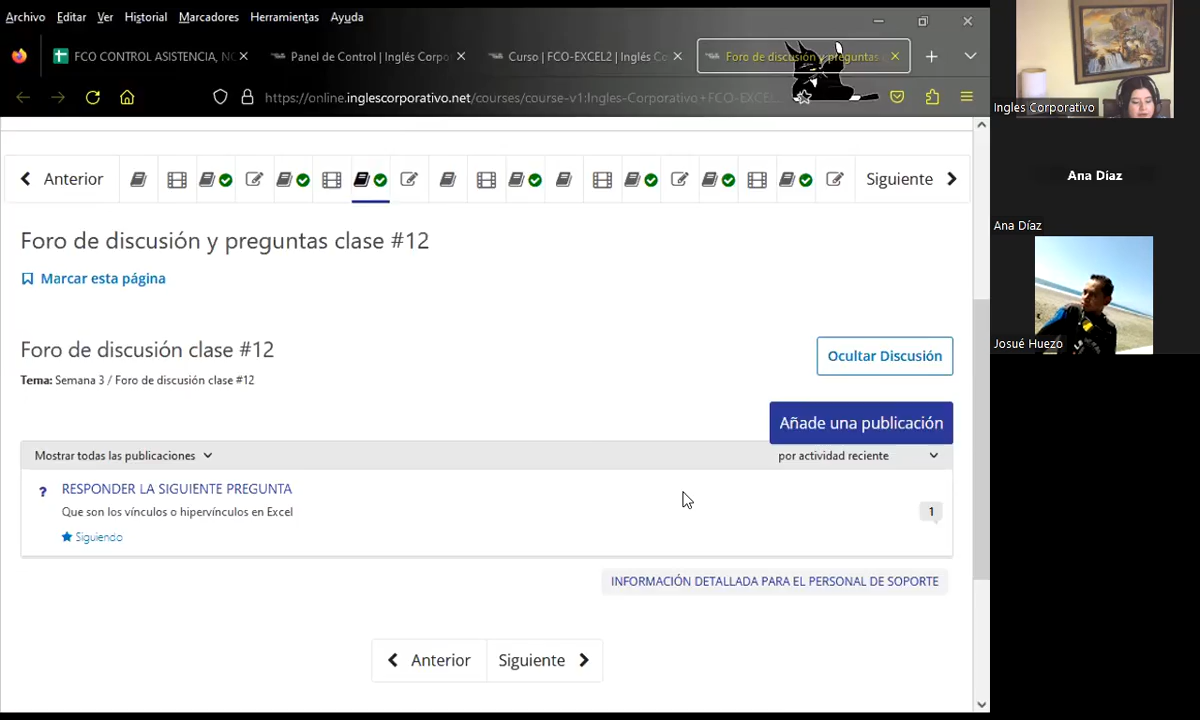 Archivo Editar Ver Historial Marcadores Herramientas Ayuda
FCO CONTROL ASISTENCIA, NO
Panel de Control | Inglés Corpo
Curso | FCO-EXCEL2 | Inglés Co
Foro de discusión y preguntas c
https://online.inglescorporativo.net/courses/course-v1:Ingles-Corporativo+FCO-EXCE
Anterior
Siguiente
Foro de discusión y preguntas clase #12
Marcar esta página
Foro de discusión clase #12
Ocultar Discusión
Tema: Semana 3 / Foro de discusión clase #12
Añade una publicación
Mostrar todas las publicaciones
por actividad reciente
? RESPONDER LA SIGUIENTE PREGUNTA
Que son los vínculos o hipervínculos en Excel
1
Siguiendo
INFORMACIÓN DETALLADA PARA EL PERSONAL DE SOPORTE
Anterior
Siguiente
Ingles Corporativo
Ana Díaz
Ana Díaz
Josué Huezo